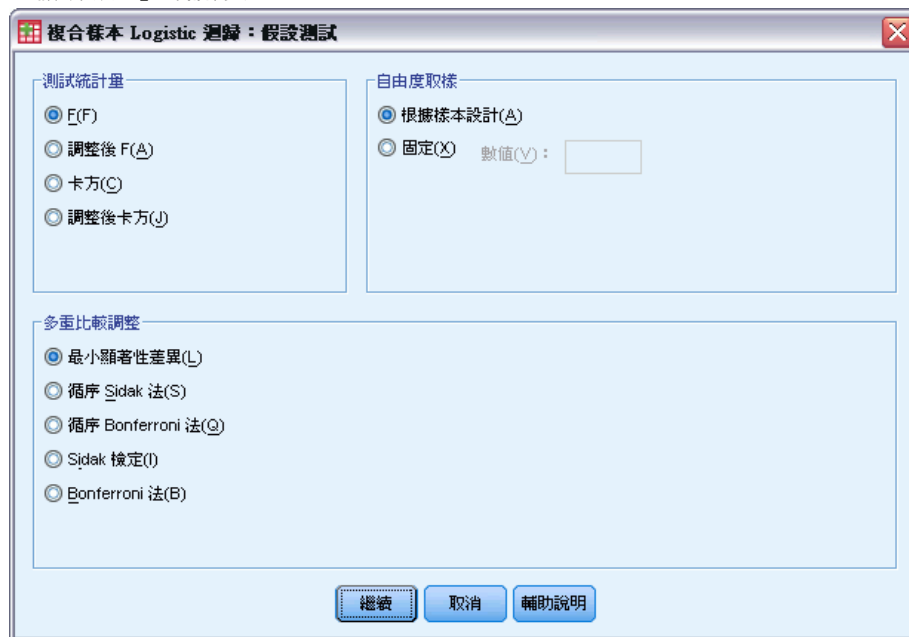 複合樣本 Logistic 迴歸：假設測試
測試統計量
F(F)
調整後 F(A)
卡方(C)
調整後卡方(J)
自由度取樣
根據樣本設計(A)
固定(X) 數值(V)：
多重比較調整
最小顯著性差異(L)
循序 Sidak 法(S)
循序 Bonferroni 法(Q)
Sidak 檢定(I)
Bonferroni 法(B)
繼續 取消 輔助說明